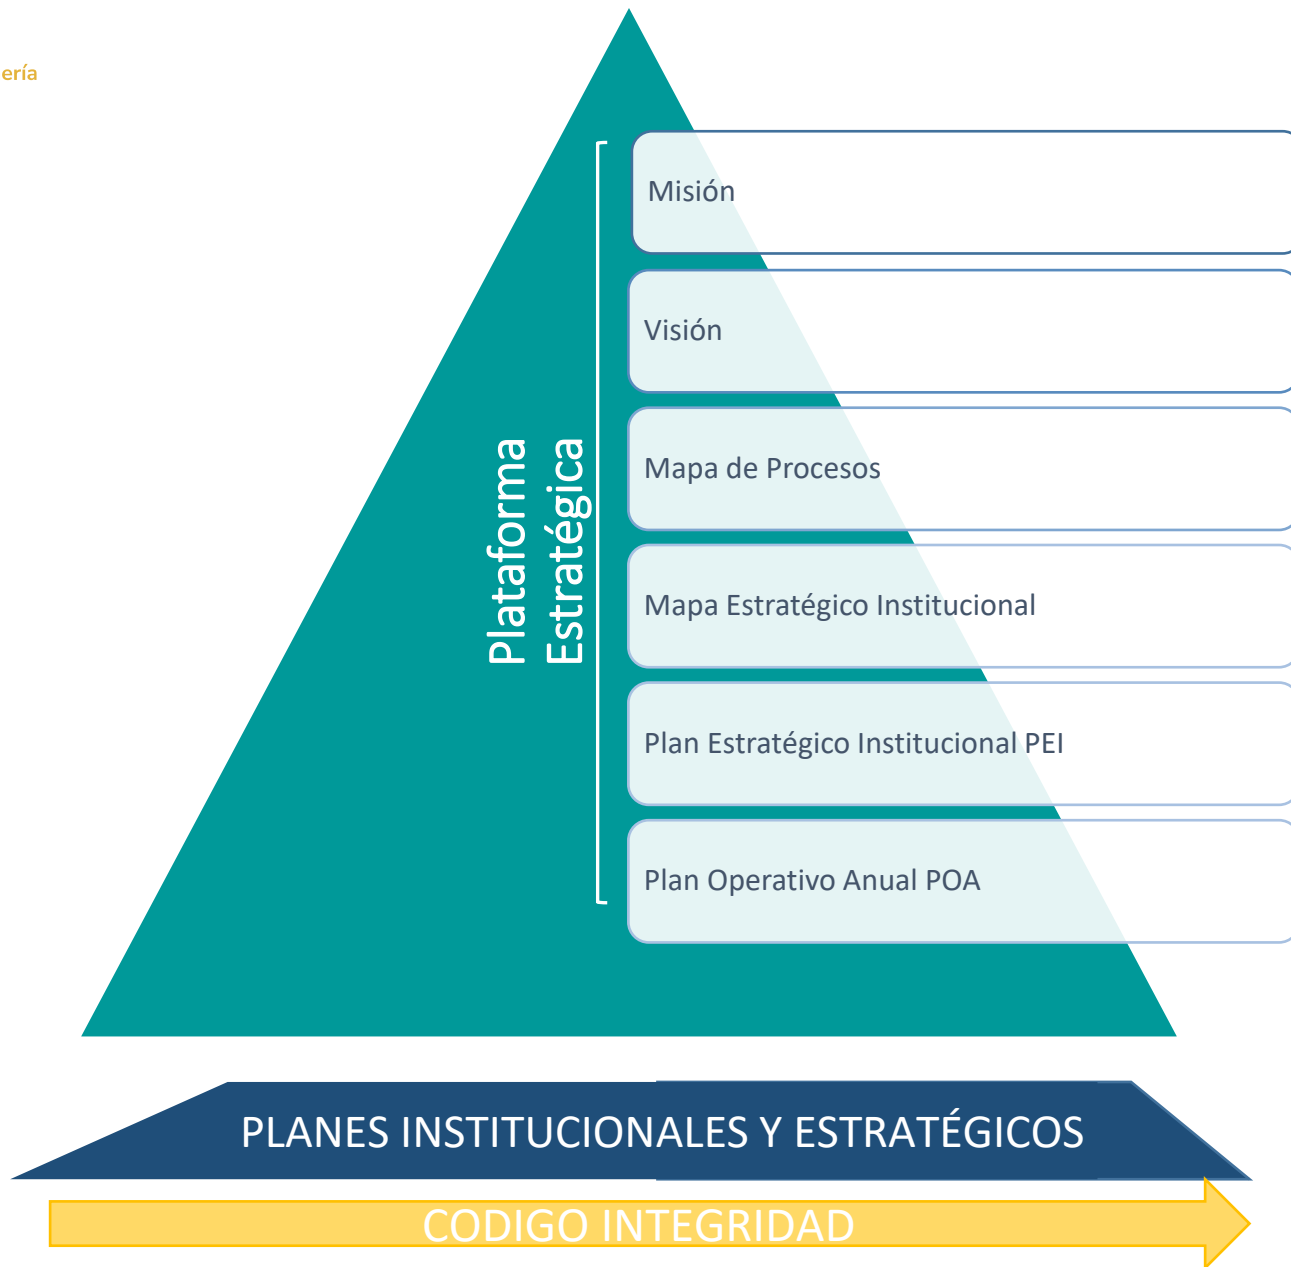 ería
Misión
Visión
Mapa de Procesos
Plataforma
Estratégica
Mapa Estratégico Institucional
Plan Estratégico Institucional PEI
Plan Operativo Anual POA
PLANES INSTITUCIONALES Y ESTRATÉGICOS
CODIGO INTEGRIDAD